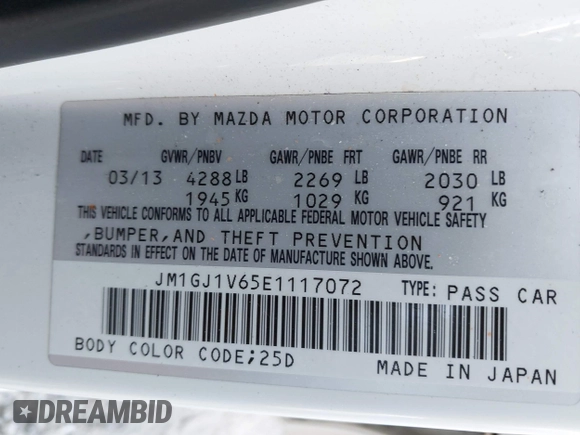 MFD. BY MAZDA MOTOR CORPORATION
DATE GVWR/PNBV GAWR/PNBE FRT GAWR/PNBE RR
03/13 4288 LB 2269 LB 2030 LB
1945 KG 1029 KG 921 KG
THIS VEHICLE CONFORMS TO ALL APPLICABLE FEDERAL MOTOR VEHICLE SAFETY
,BUMPER,AND THEFT PREVENTION
STANDARDS IN EFFECT ON THE DATE OF MANUFACTURE SHOWN ABOVE.
JM1GJ1V65E1117072 TYPE: PASS CAR
BODY COLOR CODE;25D MADE IN JAPAN
DREAMBID